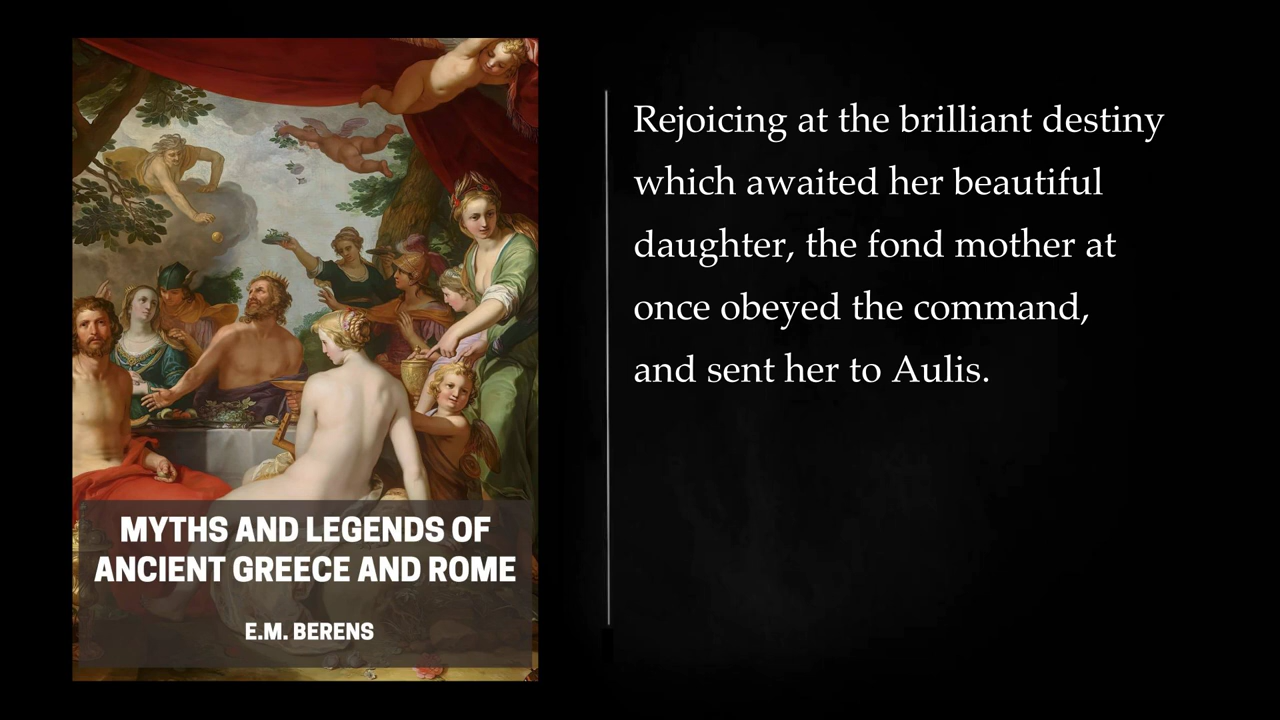 MYTHS AND LEGENDS OF
ANCIENT GREECE AND ROME
E.M. BERENS
Rejoicing at the brilliant destiny
which awaited her beautiful
daughter, the fond mother at
once obeyed the command,
and sent her to Aulis.